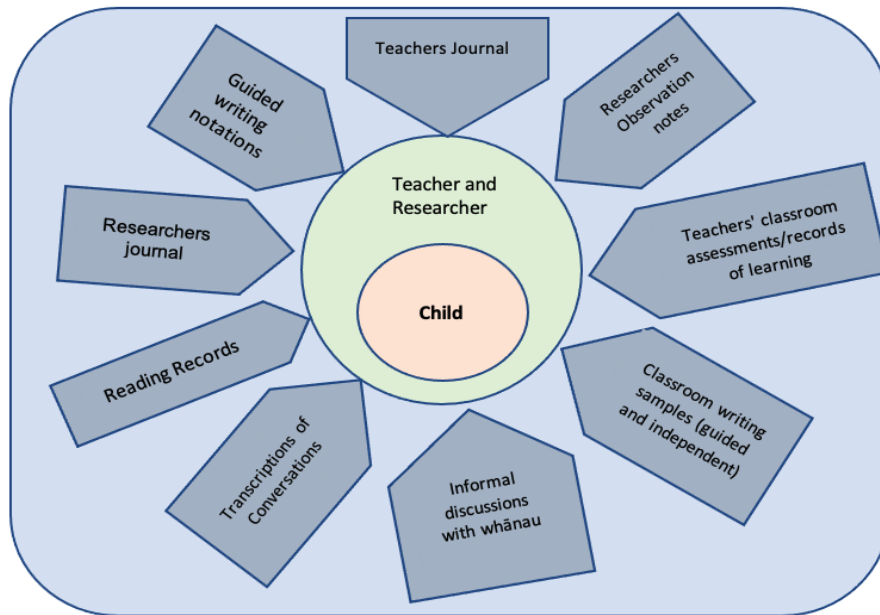 Teachers Journal
Guided
writing
notations
Researchers
Observation
notes
Teacher and
Researcher
Researchers
journal
Teachers' classroom
assessments/records
of learning
Child
Reading Records
Classroom writing
samples (guided
and independent)
Transcriptions of
Conversations
Informal
discussions
with whānau